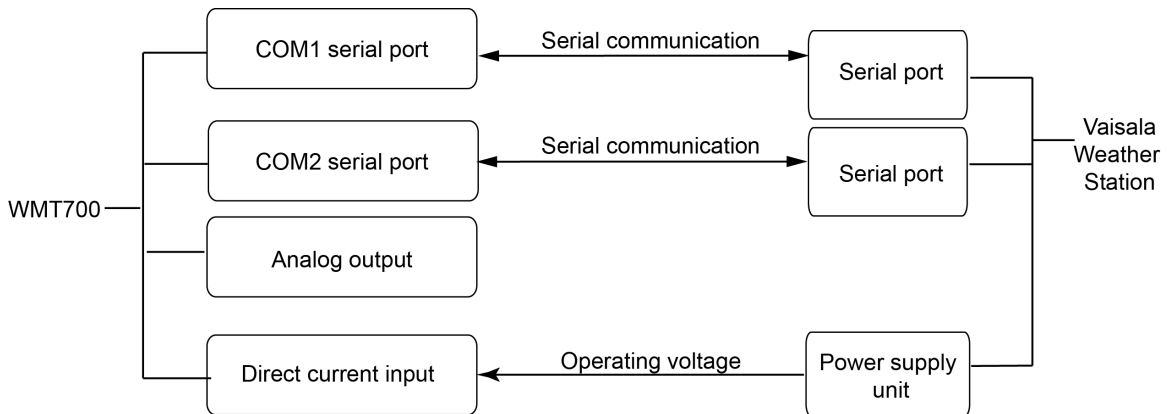 COM1 serial port
Serial communication
Serial port
COM2 serial port
Serial communication
Serial port
Vaisala
Weather
Station
WMT700
Analog output
Direct current input
Operating voltage
Power supply
unit